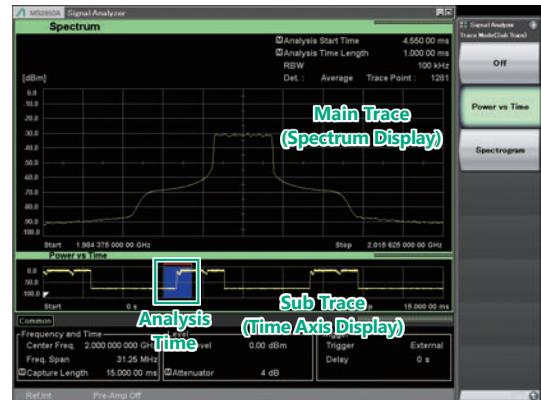 MS2850A Signal Analyzer
Spectrum
Analysis Start Time 4.550 00 ms
Analysis Time Length 1.000 00 ms
RBW 100 kHz
[dBm] Det. : Average Trace Point : 1281
0.0
-10.0
-20.0
-30.0
-40.0
-50.0
-60.0
-70.0
-80.0
-90.0
-100.0
Main Trace
(Spectrum Display)
Start 1.984 375 000 00 GHz Stop 2.015 625 000 00 GHz
Power vs Time
0.0
-50.0
-100.0
Start 0 s 15.000 00 ms
Analysis
Time
Sub Trace
(Time Axis Display)
Common
Frequency and Time
Center Freq. 2.000 000 000 GHz
Freq. Span 31.25 MHz
Capture Length 15.000 00 ms
Level
0.00 dBm
Attenuator 4 dB
Trigger
Trigger External
Delay 0 s
Ref.Int Pre-Amp Off
Signal Analyzer
Trace Mode(Sub Trace)
Off
Power vs Time
Spectrogram